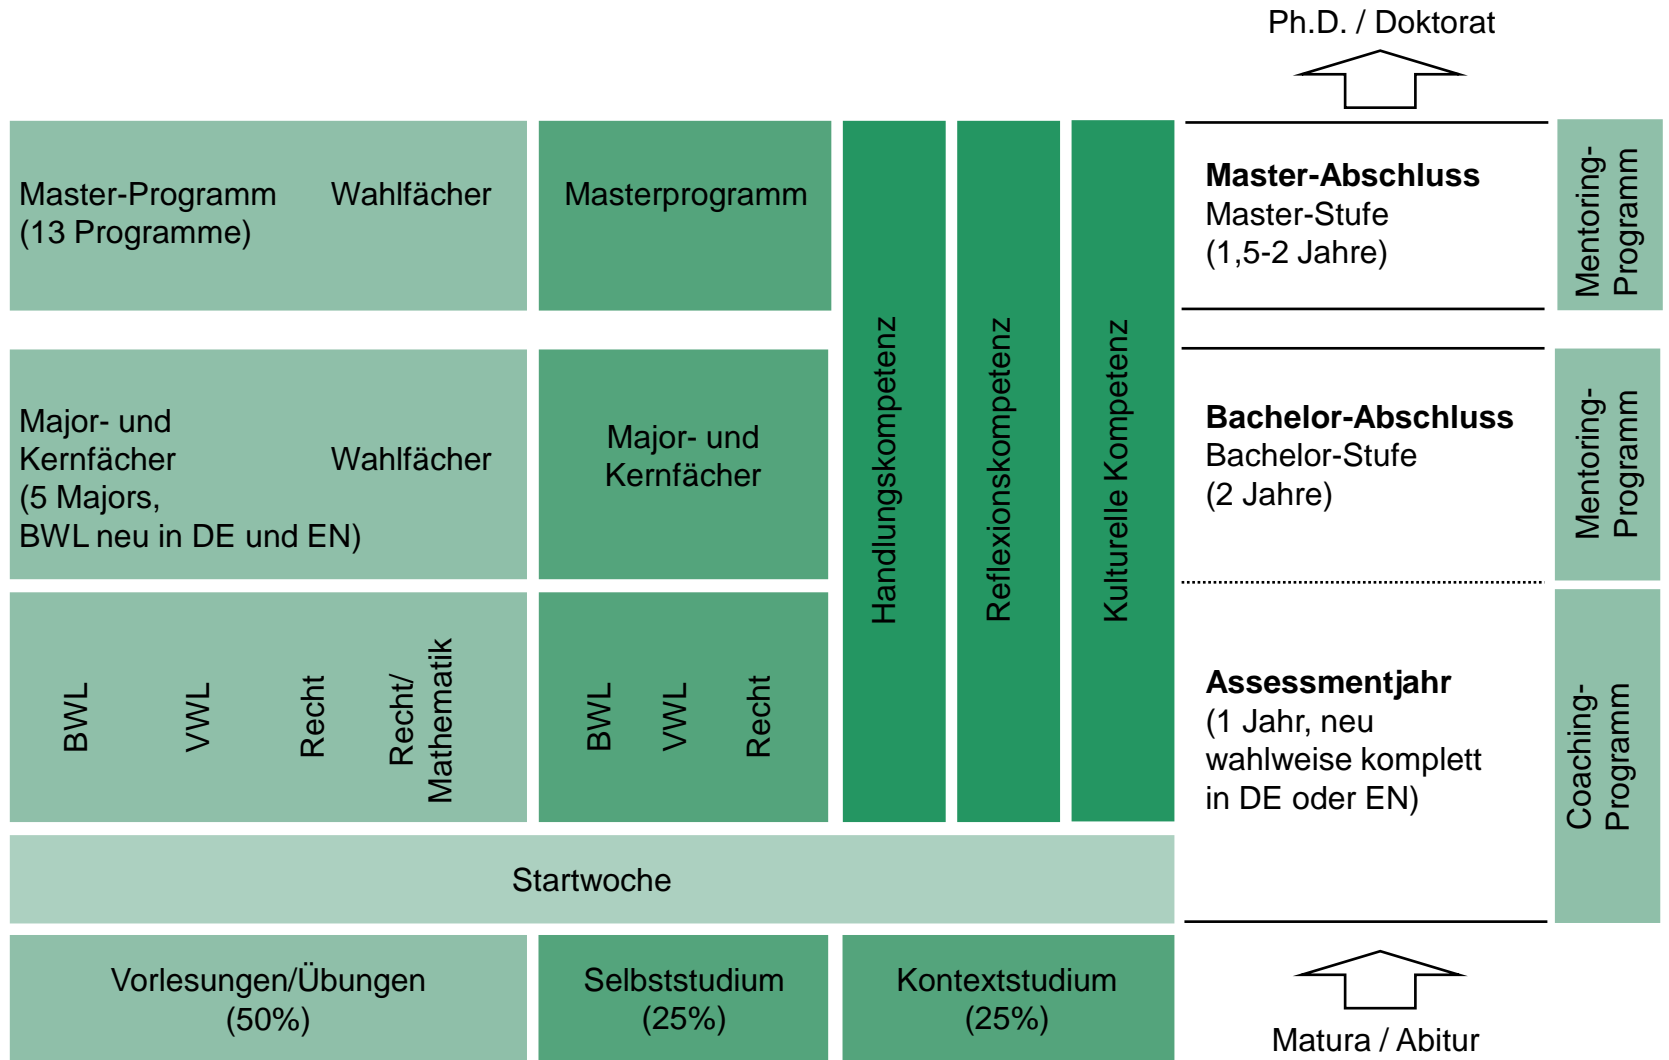 Ph.D. / Doktorat
Master-Programm
(13 Programme)
Wahlfächer
Masterprogramm
Handlungskompetenz
Reflexionskompetenz
Kulturelle Kompetenz
Master-Abschluss
Master-Stufe
(1,5-2 Jahre)
Mentoring-
Programm
Major- und
Kernfächer
(5 Majors,
BWL neu in DE und EN)
Wahlfächer
Major- und
Kernfächer
Bachelor-Abschluss
Bachelor-Stufe
(2 Jahre)
Mentoring-
Programm
BWL
VWL
Recht
Recht/
Mathematik
BWL
VWL
Recht
Assessmentjahr
(1 Jahr, neu
wahlweise komplett
in DE oder EN)
Coaching-
Programm
Startwoche
Vorlesungen/Übungen
(50%)
Selbststudium
(25%)
Kontextstudium
(25%)
Matura / Abitur